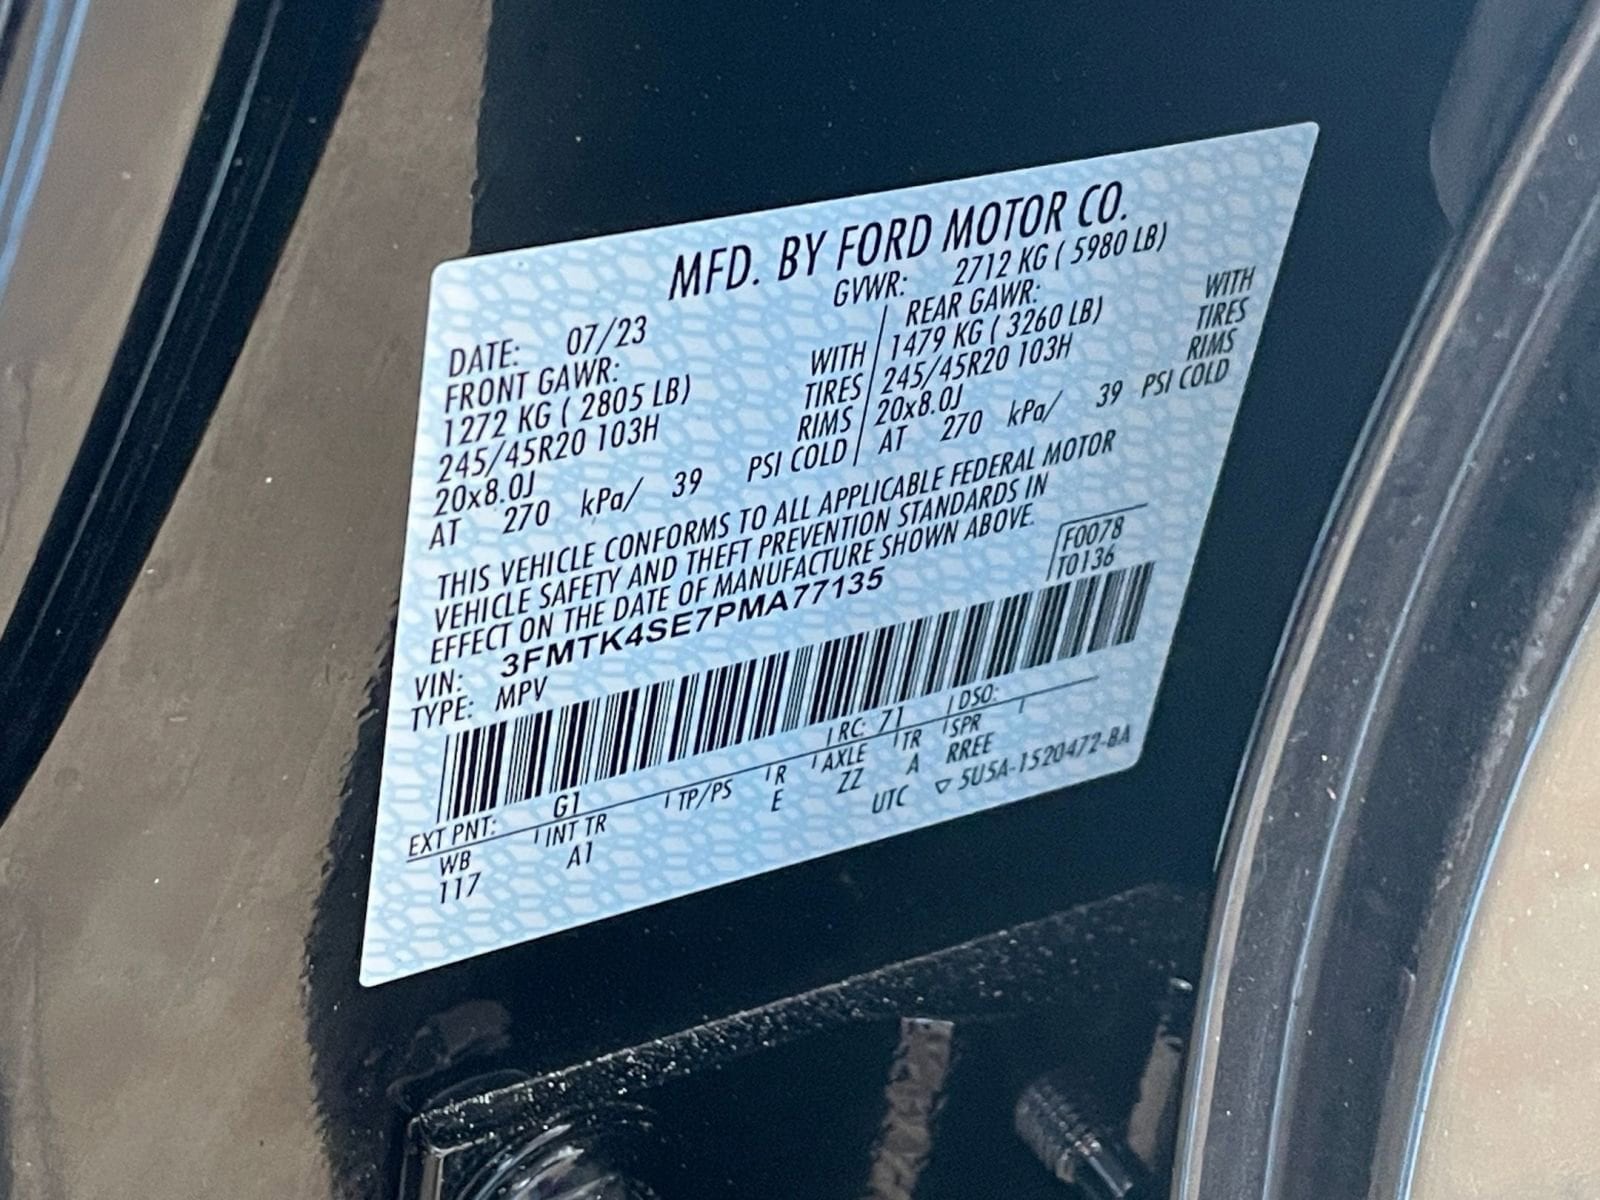 MFD. BY FORD MOTOR CO.
DATE: 07/23 GVWR: 2712 KG ( 5980 LB)
FRONT GAWR: WITH REAR GAWR: WITH
1272 KG ( 2805 LB) TIRES 1479 KG ( 3260 LB) TIRES
245/45R20 103H RIMS 245/45R20 103H RIMS
20x8.0J 20x8.0J
AT 270 kPa/ 39 PSI COLD AT 270 kPa/ 39 PSI COLD
THIS VEHICLE CONFORMS TO ALL APPLICABLE FEDERAL MOTOR
VEHICLE SAFETY AND THEFT PREVENTION STANDARDS IN
EFFECT ON THE DATE OF MANUFACTURE SHOWN ABOVE.
F0078
T0136
VIN: 3FMTK4SE7PMA77135
TYPE: MPV
EXT PNT: G1 RC: 71 DSO:
WB INT TR TP/PS R AXLE TR SPR
117 A1 E ZZ A RREE
UTC ▽ 5U5A-1520472-BA